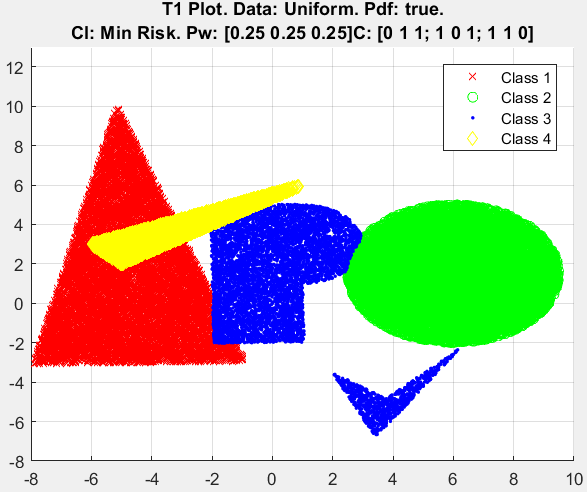 T1 Plot. Data: Uniform. Pdf: true.
Cl: Min Risk. Pw: [0.25 0.25 0.25]C: [0 1 1; 1 0 1; 1 1 0]
12
10
8
6
4
2
0
-2
-4
-6
-8
Class 1
Class 2
Class 3
Class 4
-8 -6 -4 -2 0 2 4 6 8 10